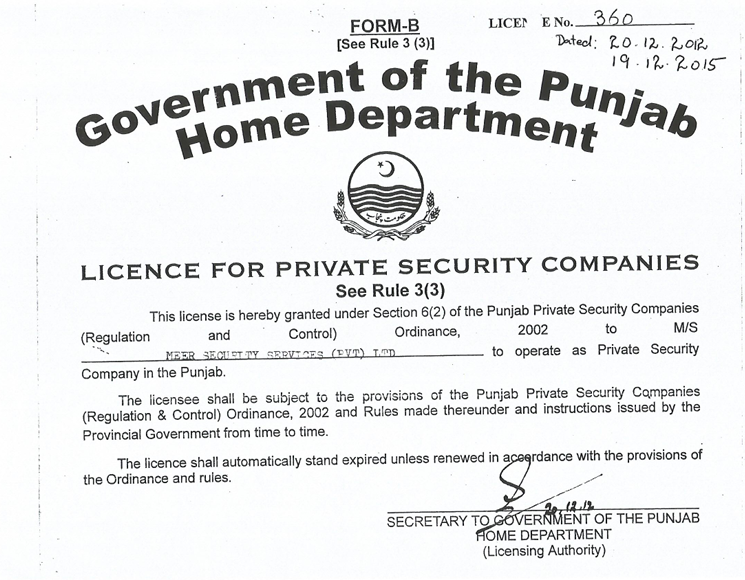 FORM-B
[See Rule 3 (3)]
LICEN E No. 360
Dated: 20.12.2012
19.12.2015
Government of the Punjab
Home Department
حکومت پنجاب
LICENCE FOR PRIVATE SECURITY COMPANIES
See Rule 3(3)
This license is hereby granted under Section 6(2) of the Punjab Private Security Companies
(Regulation and Control) Ordinance, 2002 to M/S
MEER SECURITY SERVICES (PVT) LTD to operate as Private Security
Company in the Punjab.
The licensee shall be subject to the provisions of the Punjab Private Security Companies
(Regulation & Control) Ordinance, 2002 and Rules made thereunder and instructions issued by the
Provincial Government from time to time.
The licence shall automatically stand expired unless renewed in accordance with the provisions of
the Ordinance and rules.
20.12.12
SECRETARY TO GOVERNMENT OF THE PUNJAB
HOME DEPARTMENT
(Licensing Authority)